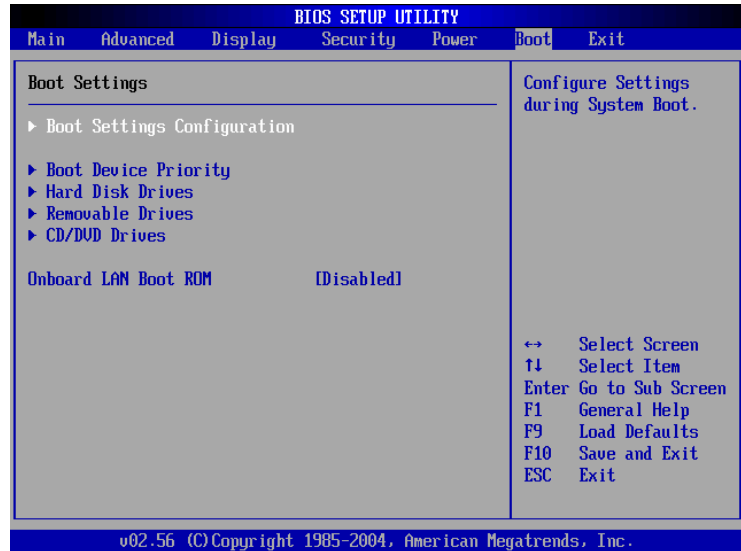 BIOS SETUP UTILITY
Main Advanced Display Security Power Boot Exit
Boot Settings
▶ Boot Settings Configuration
▶ Boot Device Priority
▶ Hard Disk Drives
▶ Removable Drives
▶ CD/DVD Drives
Onboard LAN Boot ROM [Disabled]
Configure Settings
during System Boot.
↔ Select Screen
↑↓ Select Item
Enter Go to Sub Screen
F1 General Help
F9 Load Defaults
F10 Save and Exit
ESC Exit
v02.56 (C)Copyright 1985-2004, American Megatrends, Inc.